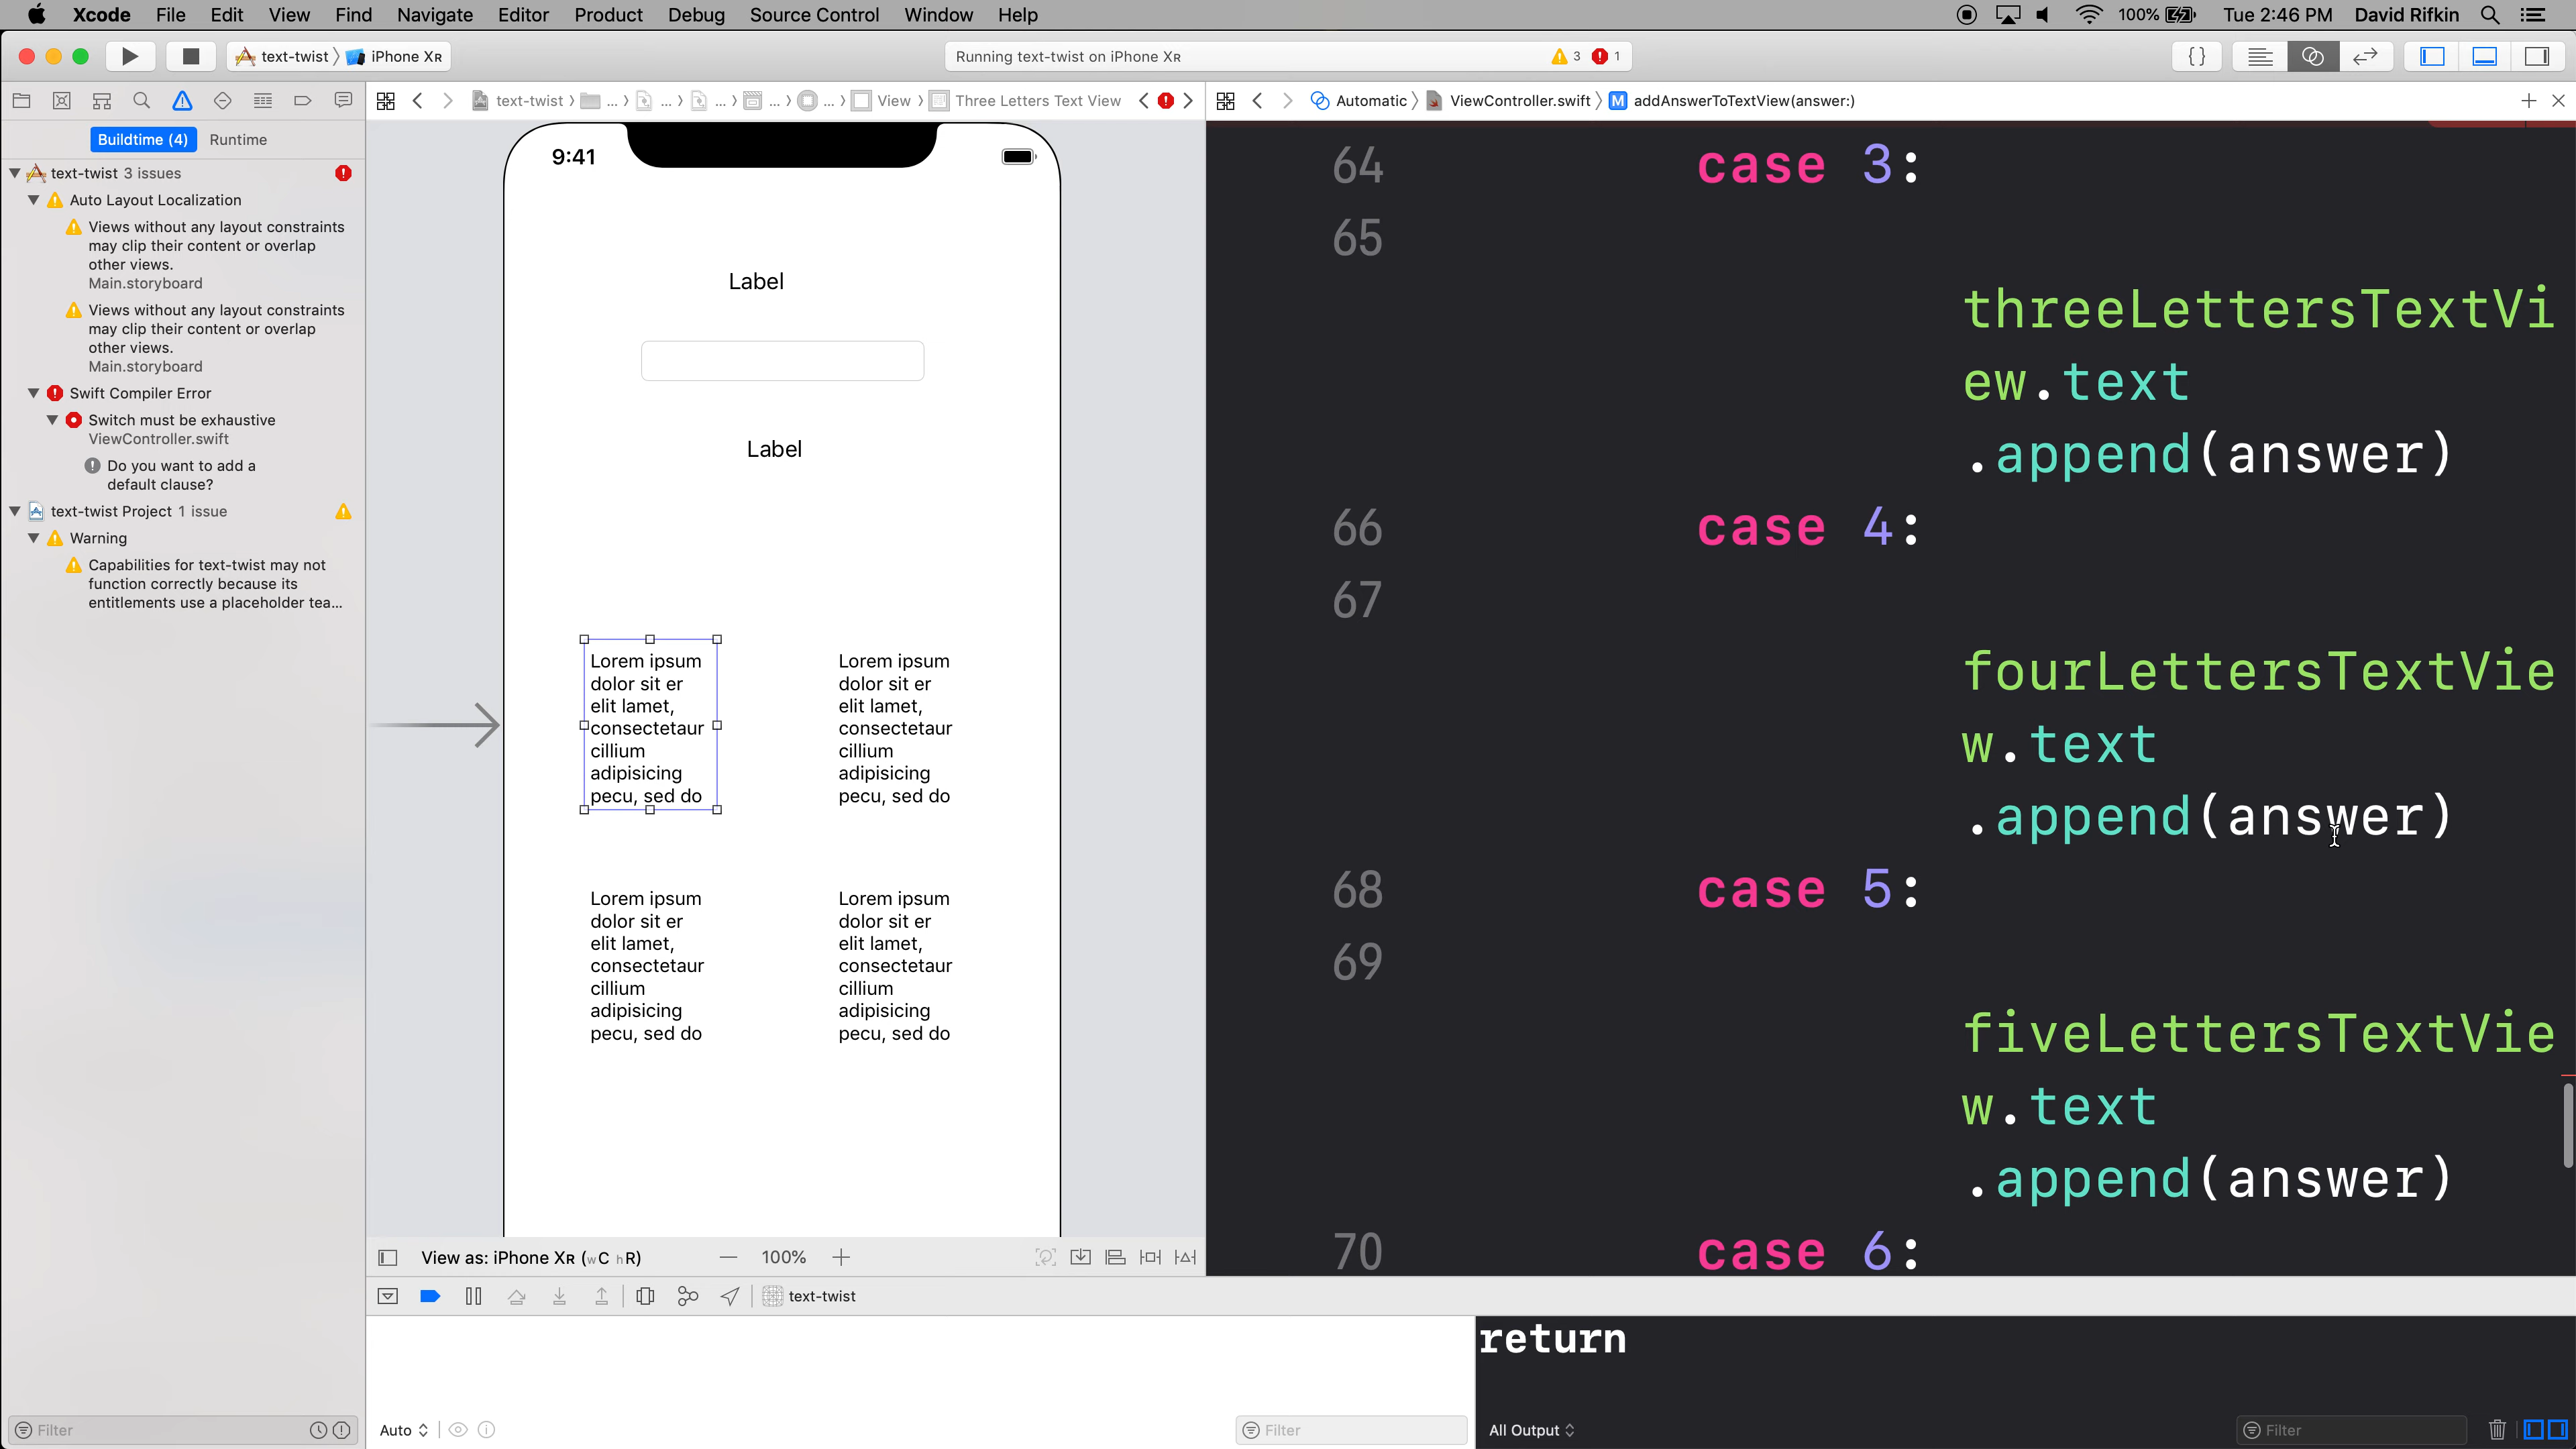 Xcode File Edit View Find Navigate Editor Product Debug Source Control Window Help 100% Tue 2:46 PM David Rifkin
text-twist iPhone XR Running text-twist on iPhone XR 3 1 { }
text-twist ... ... ... ... ... View Three Letters Text View Automatic ViewController.swift M addAnswerToTextView(answer:)
Buildtime (4) Runtime
text-twist 3 issues
Auto Layout Localization
Views without any layout constraints
may clip their content or overlap
other views.
Main.storyboard
Views without any layout constraints
may clip their content or overlap
other views.
Main.storyboard
Swift Compiler Error
Switch must be exhaustive
ViewController.swift
Do you want to add a
default clause?
text-twist Project 1 issue
Warning
Capabilities for text-twist may not
function correctly because its
entitlements use a placeholder tea...
Filter
9:41
Label
Label
Lorem ipsum
dolor sit er
elit lamet,
consectetaur
cillium
adipisicing
pecu, sed do
Lorem ipsum
dolor sit er
elit lamet,
consectetaur
cillium
adipisicing
pecu, sed do
Lorem ipsum
dolor sit er
elit lamet,
consectetaur
cillium
adipisicing
pecu, sed do
Lorem ipsum
dolor sit er
elit lamet,
consectetaur
cillium
adipisicing
pecu, sed do
View as: iPhone XR (wC hR) 100%
64 case 3:
65
threeLettersTextVi
ew.text
.append(answer)
66 case 4:
67
fourLettersTextVie
w.text
.append(answer)
68 case 5:
69
fiveLettersTextVie
w.text
.append(answer)
70 case 6:
text-twist
return
Auto Filter All Output Filter